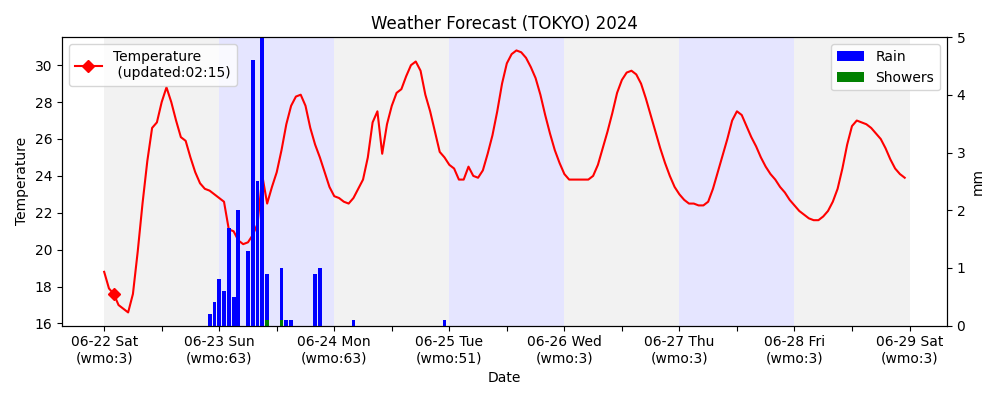 Weather Forecast (TOKYO) 2024
Temperature
(updated:02:15)
Rain
Showers
30
28
26
24
22
20
18
16
Temperature
5
4
3
2
1
0
mm
06-22 Sat
(wmo:3)
06-23 Sun
(wmo:63)
06-24 Mon
(wmo:63)
06-25 Tue
(wmo:51)
06-26 Wed
(wmo:3)
06-27 Thu
(wmo:3)
06-28 Fri
(wmo:3)
06-29 Sat
(wmo:3)
Date